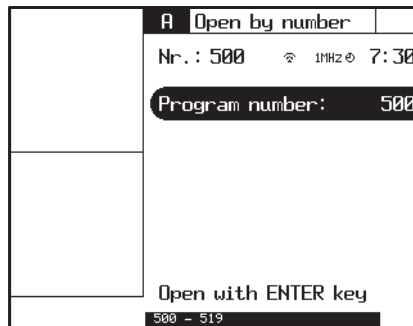 A Open by number
Nr.: 500 1MHz 7:30
Program number: 500
Open with ENTER key
500 - 519